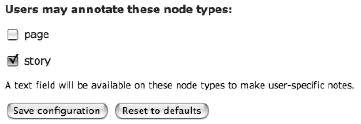 Users may annotate these node types:
page
story
A text field will be available on these node types to make user-specific notes.
Save configuration Reset to defaults